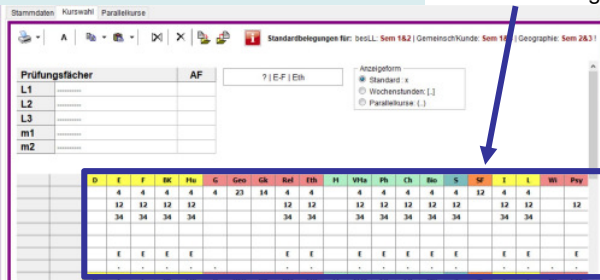 Stammdaten Kurswahl Parallelkurse
Standardbelegungen für: besLL: Sem 1&2 | Gemeinsch'Kunde: Sem 1& | Geographie: Sem 2&3 !
Prüfungsfächer AF
L1 ----------
L2 ----------
L3 ----------
m1 ----------
m2 ----------
? | E-F | Eth
Anzeigeform
Standard : x
Wochenstunden: [..]
Parallelkurse: (..)
D E F BK Mu G Geo Gk Rel Eth M VMa Ph Ch Bio S SF I L Wi Psy
4 4 4 4 4 23 14 4 4 4 4 4 4 4 12 4 4
12 12 12 12 12 12 12 12 12 12 12 12 12 12
34 34 34 34 34 34 34 34 34 34 34 34 34
E E E E E E E E E E E E E E
. . . . . . . . . . . . . . .